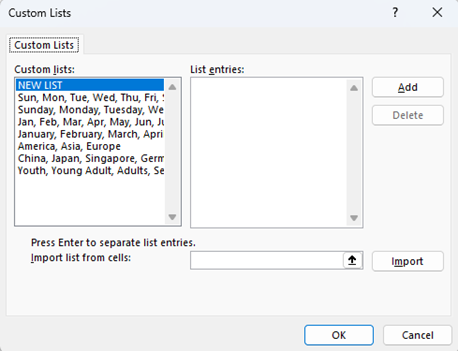 Custom Lists
?
Custom Lists
Custom lists:
NEW LIST
Sun, Mon, Tue, Wed, Thu, Fri, S
Sunday, Monday, Tuesday, We
Jan, Feb, Mar, Apr, May, Jun, Ju
January, February, March, Apri
America, Asia, Europe
China, Japan, Singapore, Germ
Youth, Young Adult, Adults, Se
List entries:
Add
Delete
Press Enter to separate list entries.
Import list from cells:
Import
OK
Cancel